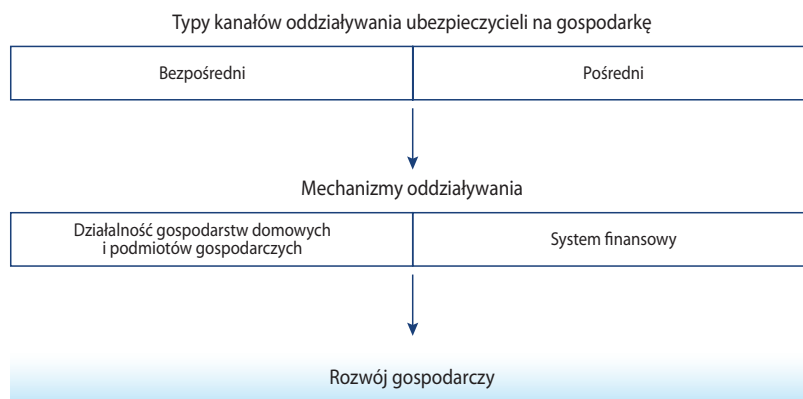 Typy kanałów oddziaływania ubezpieczycieli na gospodarkę
Bezpośredni
Pośredni
Mechanizmy oddziaływania
Działalność gospodarstw domowych
i podmiotów gospodarczych
System finansowy
Rozwój gospodarczy